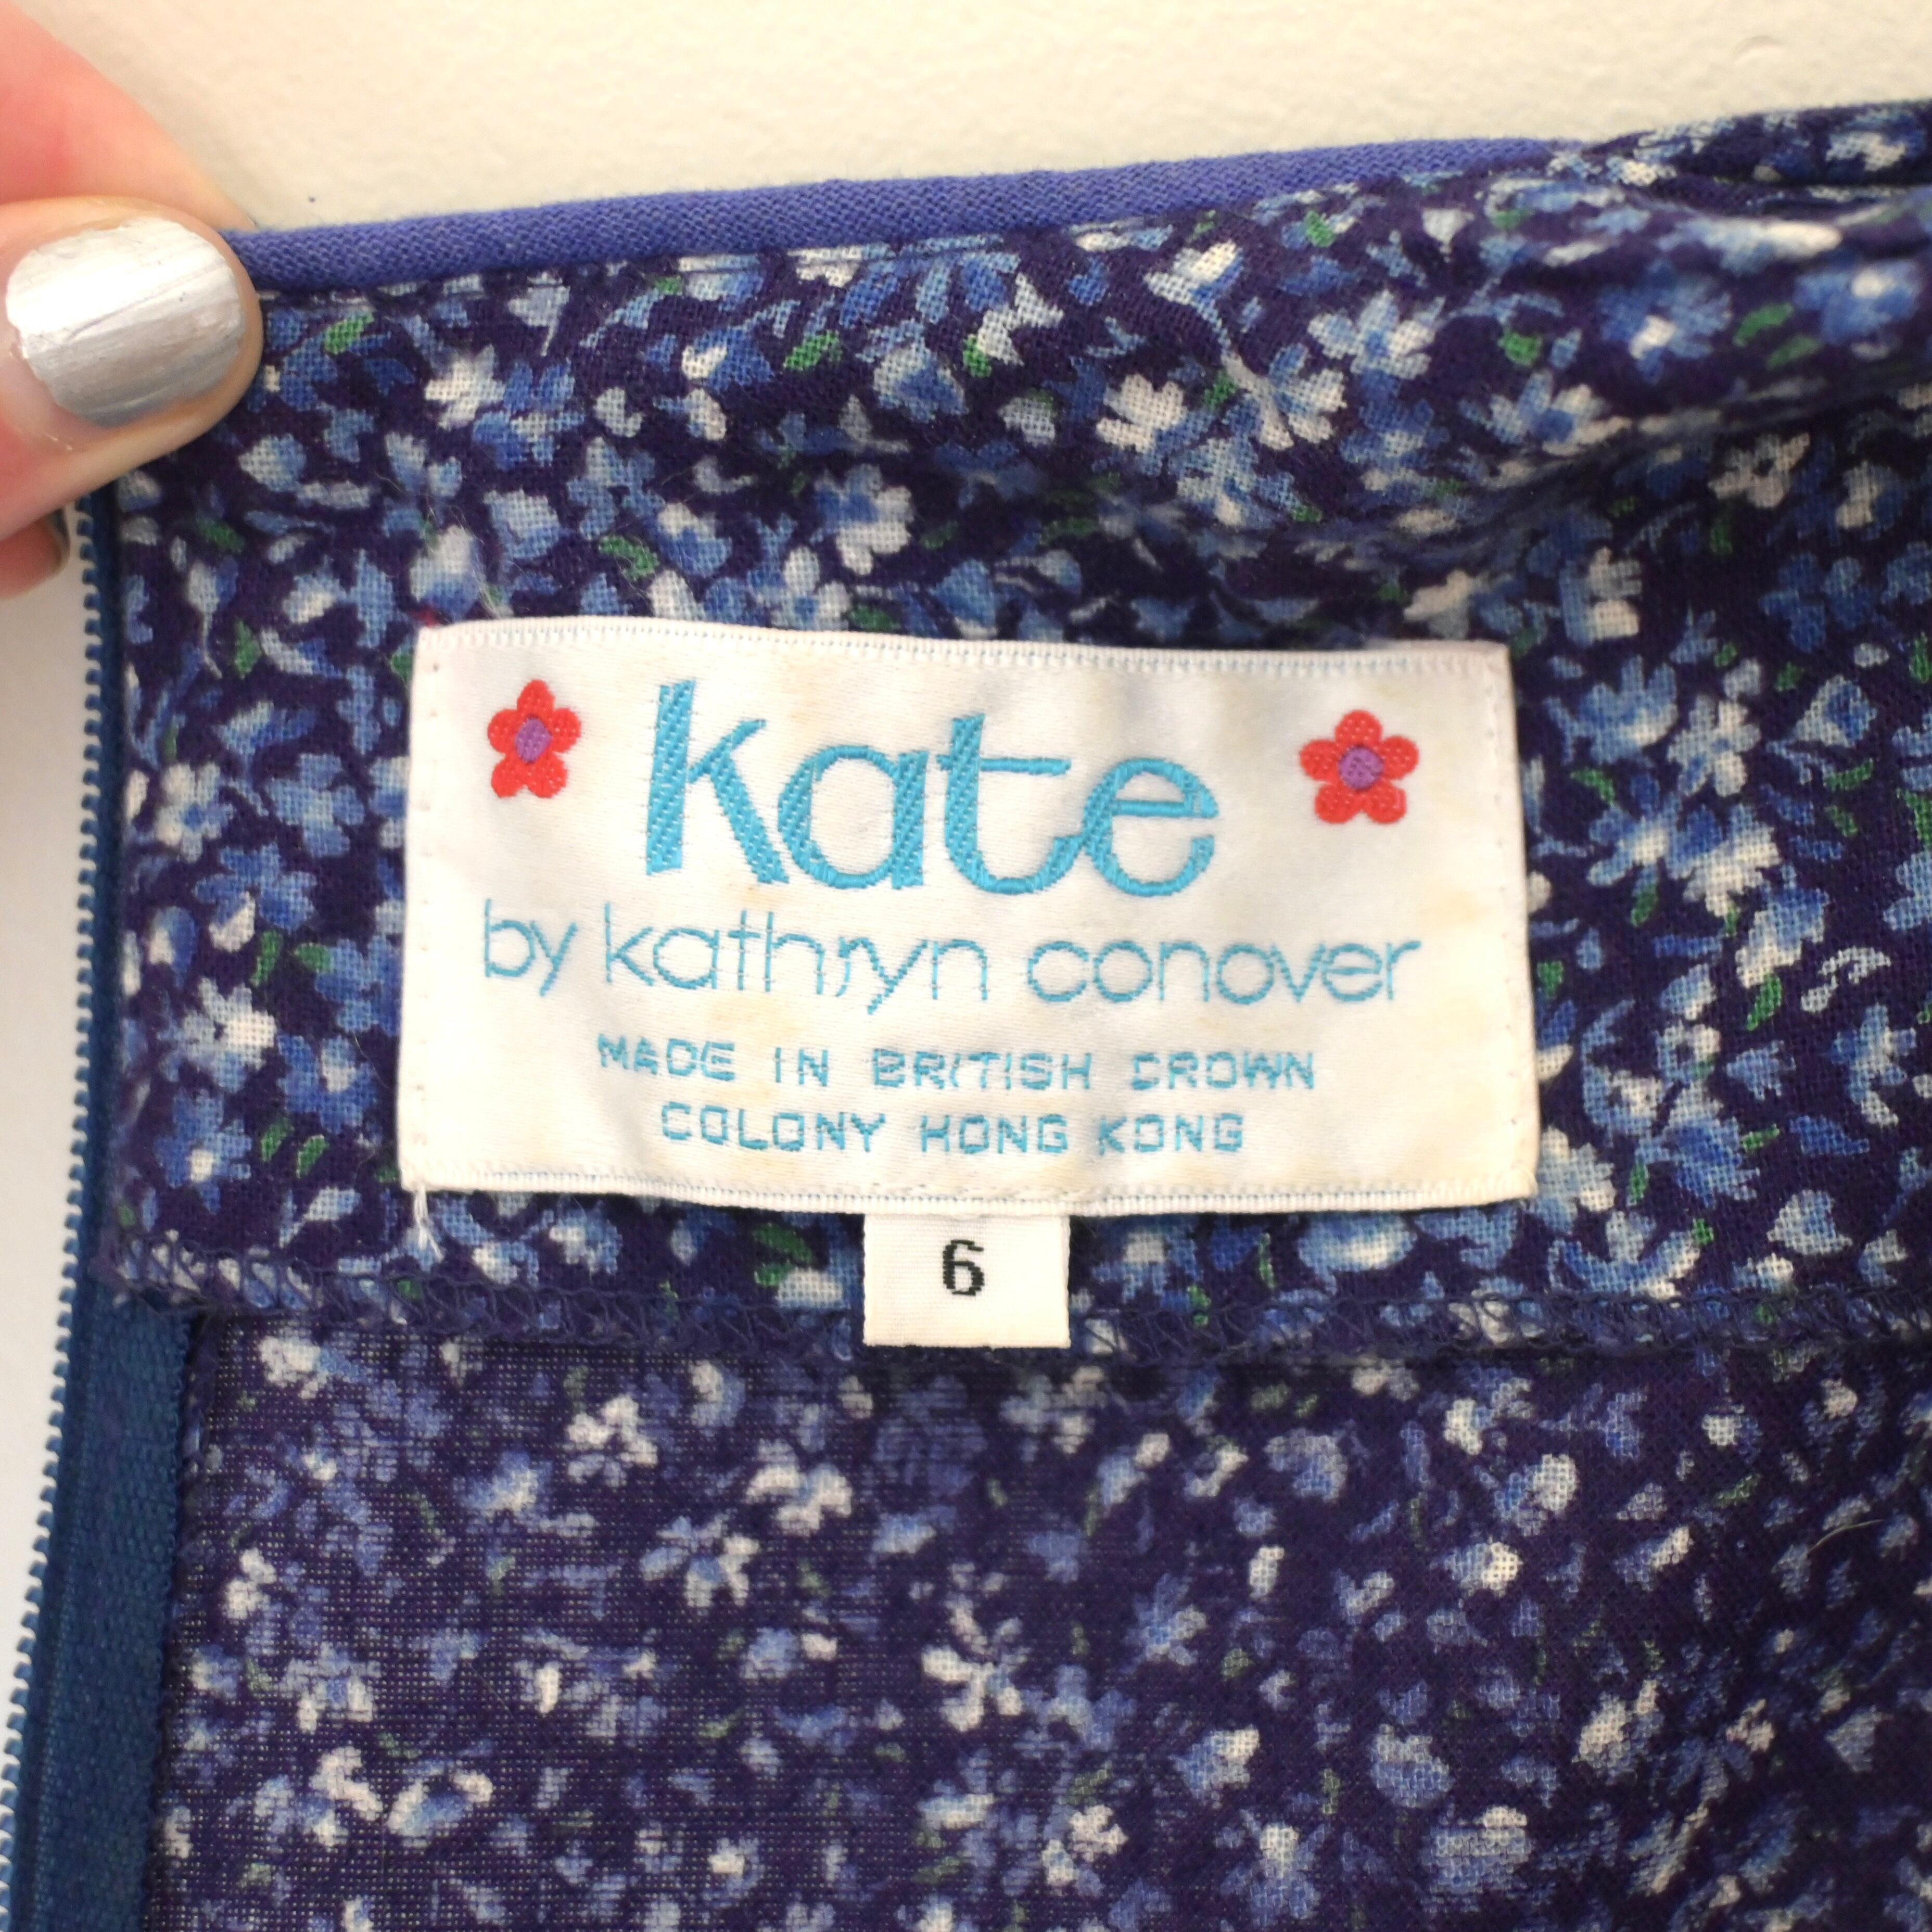 kate
by kathryn conover
MADE IN BRITISH CROWN
COLONY HONG KONG
6